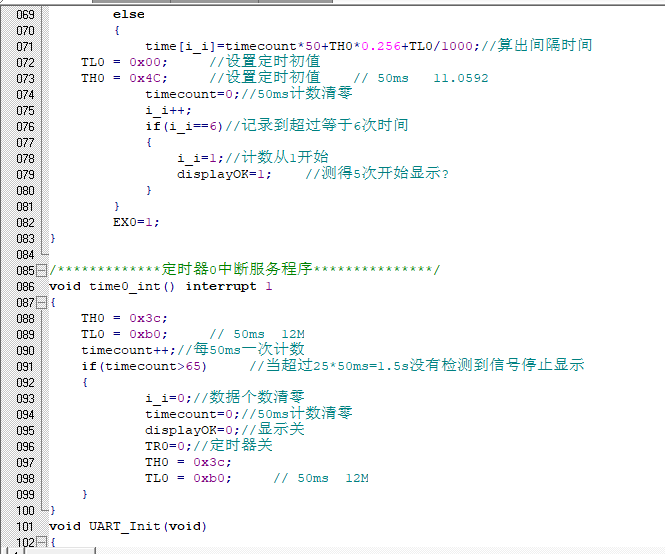 069 else
070 {
071 time[i_i]=timecount*50+TH0*0.256+TL0/1000;//算出间隔时间
072 TL0 = 0x00; //设置定时初值
073 TH0 = 0x4C; //设置定时初值 // 50ms 11.0592
074 timecount=0;//50ms计数清零
075 i_i++;
076 if(i_i==6)//记录到超过等于6次时间
077 {
078 i_i=1;//计数从1开始
079 displayOK=1; //测得5次开始显示?
080 }
081 }
082 EX0=1;
083 }
084
085 /*************定时器0中断服务程序***************/
086 void time0_int() interrupt 1
087 {
088 TH0 = 0x3c;
089 TL0 = 0xb0; // 50ms 12M
090 timecount++;//每50ms一次计数
091 if(timecount>65) //当超过25*50ms=1.5s没有检测到信号停止显示
092 {
093 i_i=0;//数据个数清零
094 timecount=0;//50ms计数清零
095 displayOK=0;//显示关
096 TR0=0;//定时器关
097 TH0 = 0x3c;
098 TL0 = 0xb0; // 50ms 12M
099 }
100 }
101 void UART_Init(void)
102 {